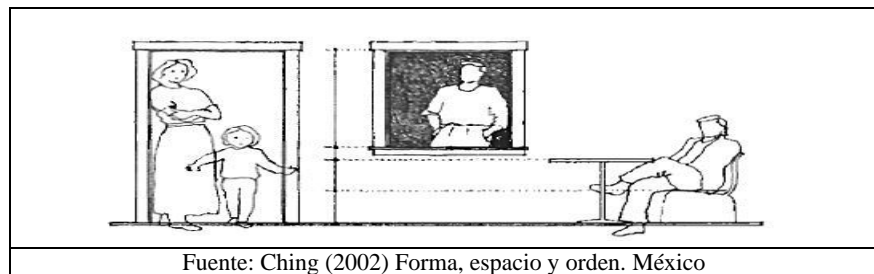 Fuente: Ching (2002) Forma, espacio y orden. México